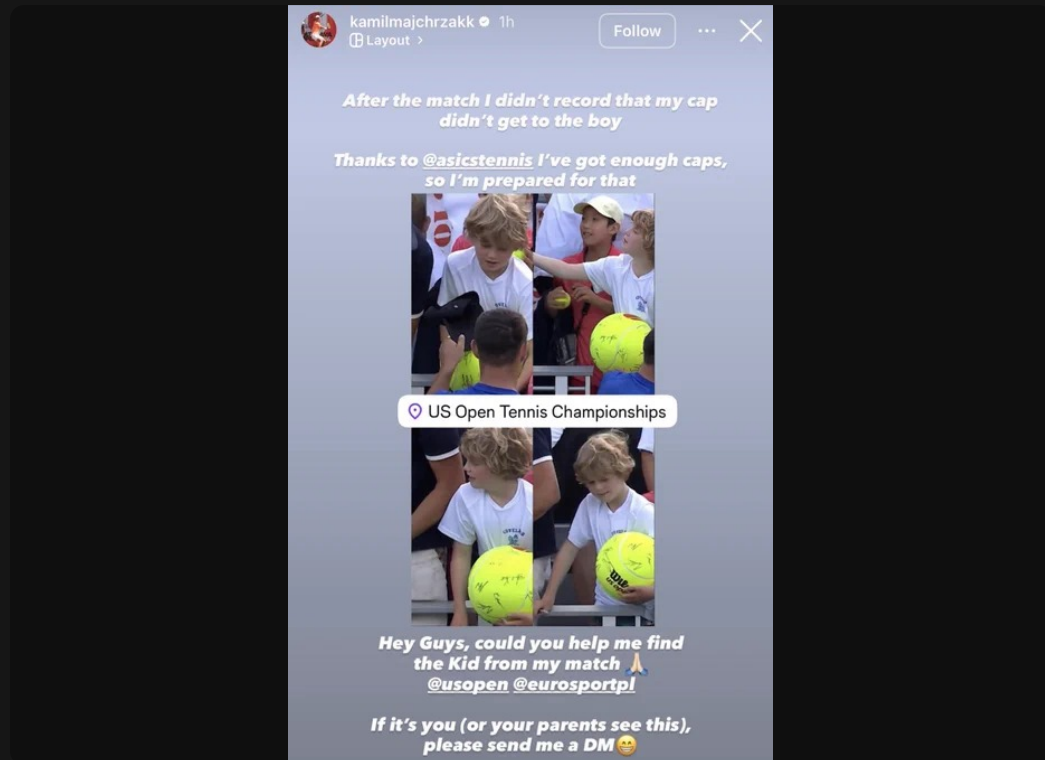 kamilmajchrzakk 1h
Follow
Layout >
After the match I didn't record that my cap
didn't get to the boy
Thanks to @asicstennis I've got enough caps,
so I'm prepared for that
US Open Tennis Championships
Hey Guys, could you help me find
the Kid from my match 🙏🏻
@usopen @eurosportpl
If it's you (or your parents see this),
please send me a DM😁